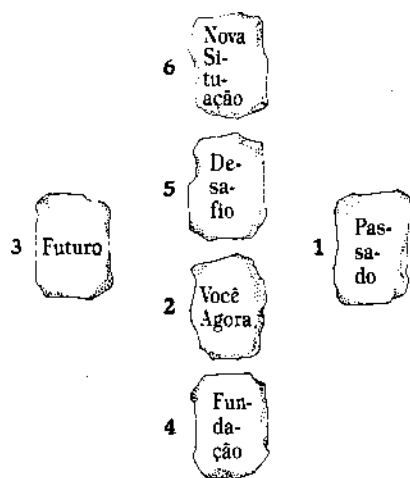 6
Nova
Si-
tu-
ação
5
De-
sa-
fio
3
Futuro
1
Pas-
sa-
do
2
Você
Agora
4
Fun-
da-
ção